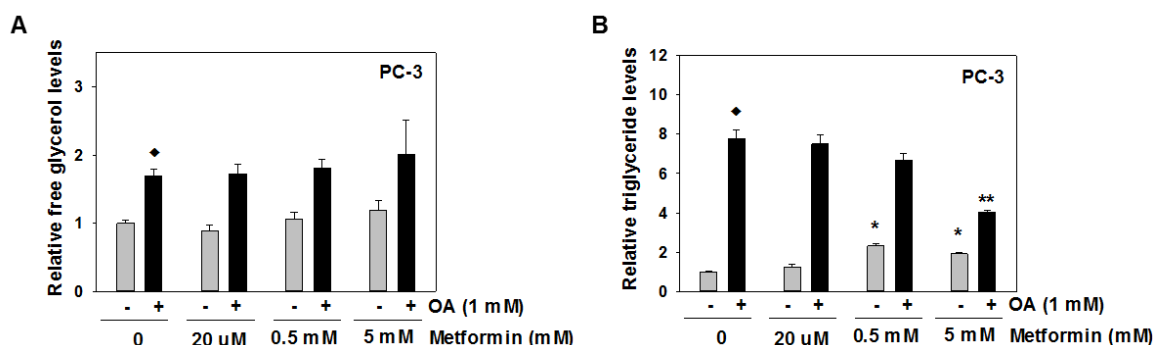 A
Relative free glycerol levels
PC-3
3
2
1
0
- + - + - + - + OA (1 mM)
0 20 uM 0.5 mM 5 mM Metformin (mM)
B
Relative triglyceride levels
PC-3
12
10
8
6
4
2
0
◆
◆
* * **
- + - + - + - + OA (1 mM)
0 20 uM 0.5 mM 5 mM Metformin (mM)